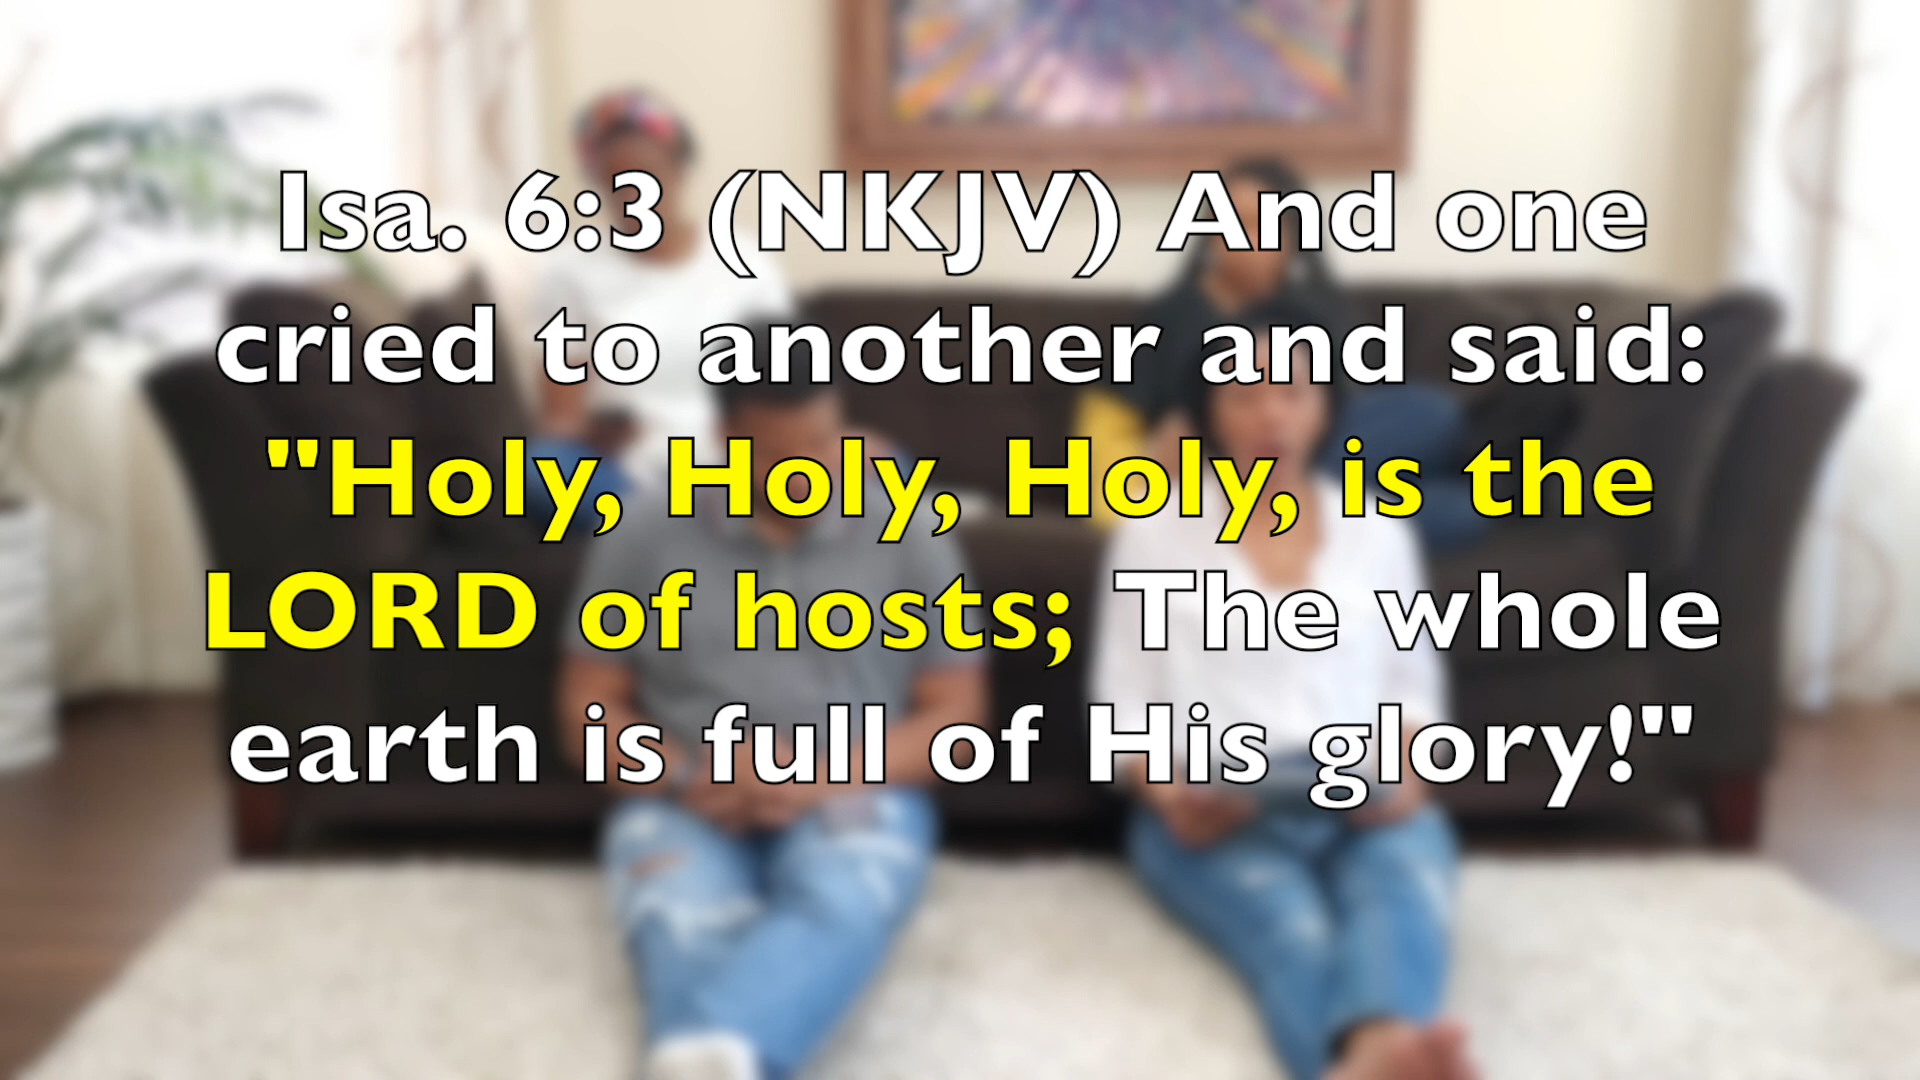 Isa. 6:3 (NKJV) And one
cried to another and said:
"Holy, Holy, Holy, is the
LORD of hosts; The whole
earth is full of His glory!"